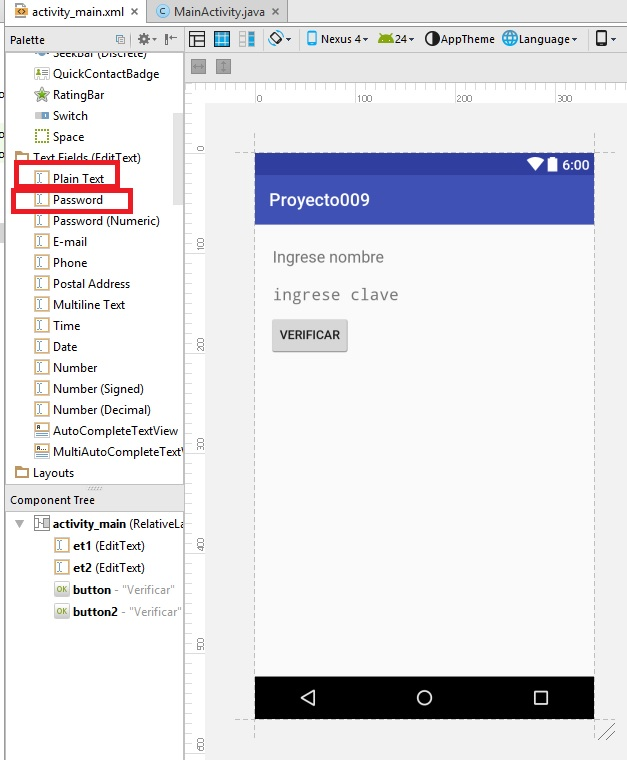 activity_main.xml × MainActivity.java ×
Palette Nexus 4 24 AppTheme Language
SeekBar (Discrete)
QuickContactBadge
RatingBar
Switch
Space
Text Fields (EditText)
Plain Text
Password
Password (Numeric)
E-mail
Phone
Postal Address
Multiline Text
Time
Date
Number
Number (Signed)
Number (Decimal)
AutoCompleteTextView
MultiAutoCompleteText
Layouts
Component Tree
activity_main (RelativeLa
et1 (EditText)
et2 (EditText)
OK button - "Verificar"
OK button2 - "Verificar"
0 100 200 300
0
100
200
300
400
500
600
6:00
Proyecto009
Ingrese nombre
ingrese clave
VERIFICAR